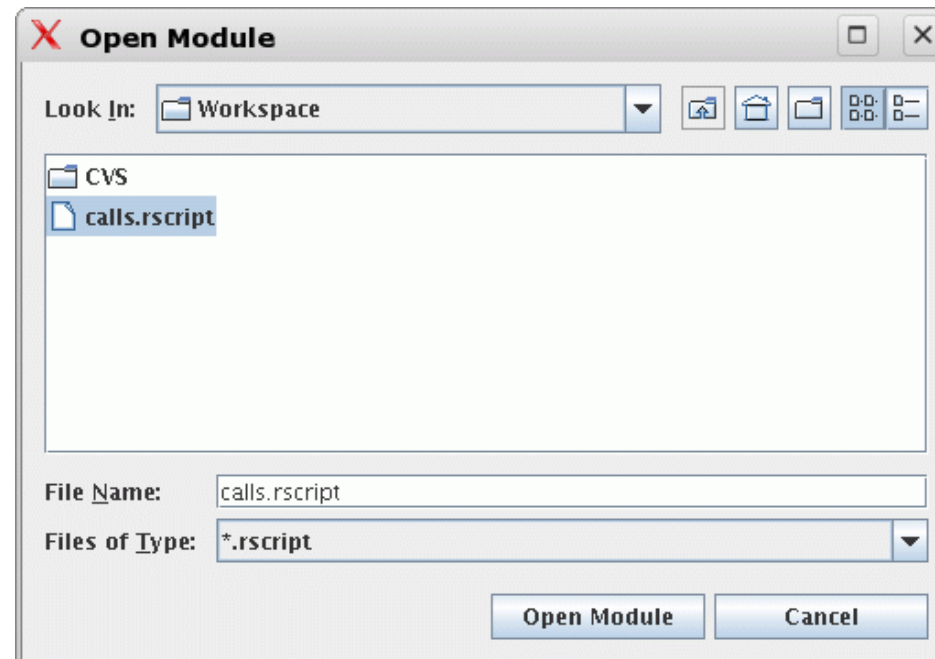 Open Module
Look In: Workspace
CVS
calls.rscript
File Name: calls.rscript
Files of Type: *.rscript
Open Module Cancel